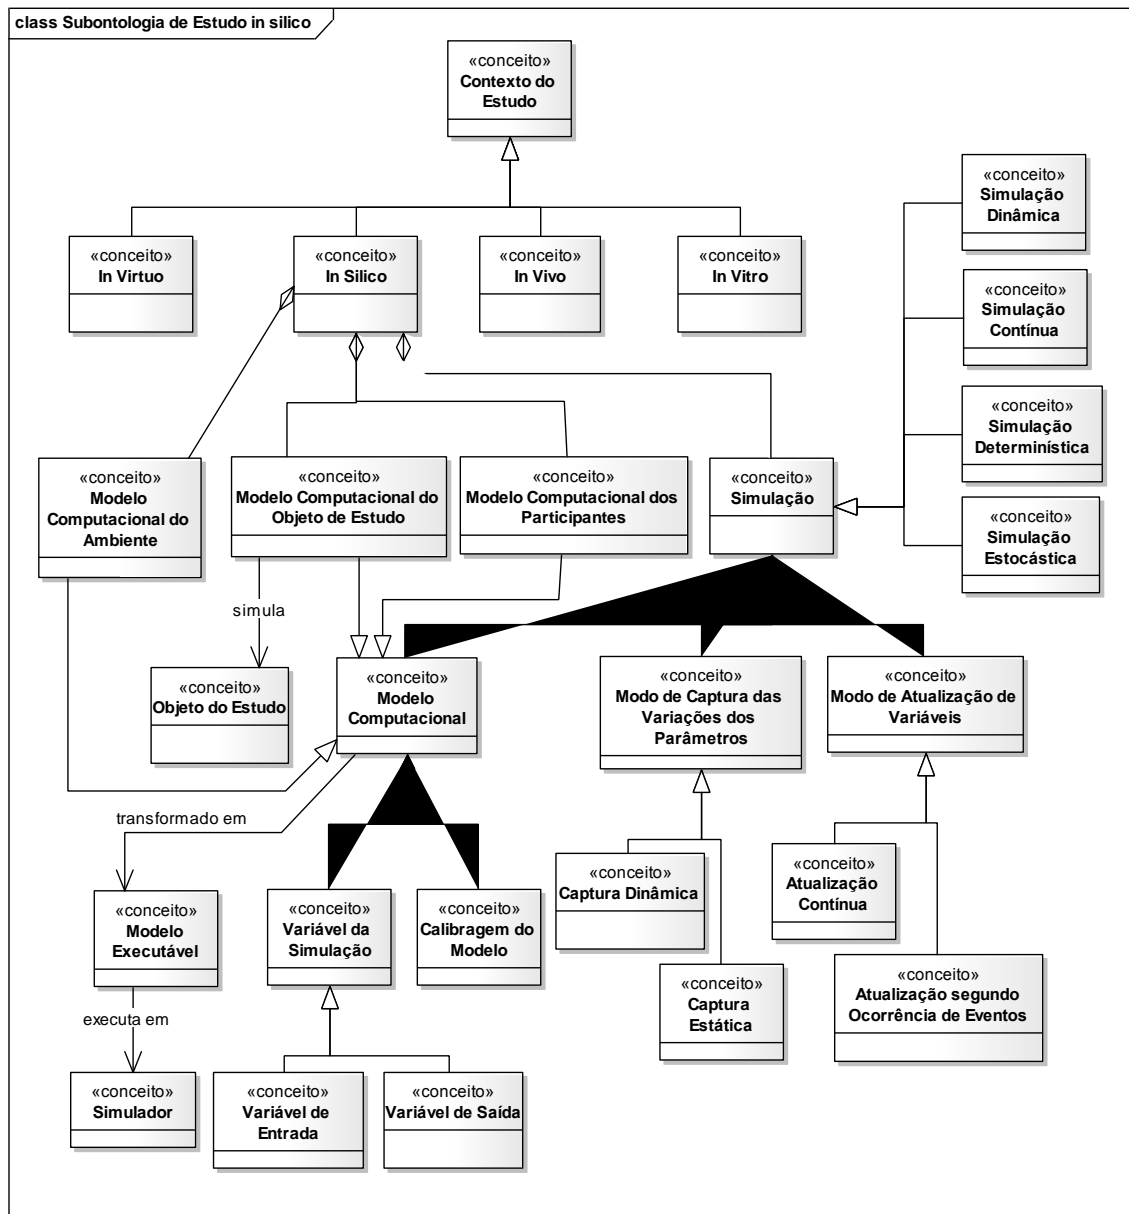 class Subontologia de Estudo in silico
«conceito»
Contexto do
Estudo
«conceito»
In Virtuo
«conceito»
In Silico
«conceito»
In Vivo
«conceito»
In Vitro
«conceito»
Simulação
Dinâmica
«conceito»
Simulação
Contínua
«conceito»
Simulação
Determinística
«conceito»
Simulação
Estocástica
«conceito»
Modelo
Computacional do
Ambiente
«conceito»
Modelo Computacional do
Objeto de Estudo
«conceito»
Modelo Computacional dos
Participantes
«conceito»
Simulação
simula
«conceito»
Objeto do Estudo
«conceito»
Modelo
Computacional
«conceito»
Modo de Captura das
Variações dos
Parâmetros
«conceito»
Modo de Atualização de
Variáveis
transformado em
«conceito»
Modelo
Executável
«conceito»
Variável da
Simulação
«conceito»
Calibragem do
Modelo
«conceito»
Captura Dinâmica
«conceito»
Atualização
Contínua
«conceito»
Captura
Estática
«conceito»
Atualização segundo
Ocorrência de Eventos
executa em
«conceito»
Simulador
«conceito»
Variável de
Entrada
«conceito»
Variável de Saída